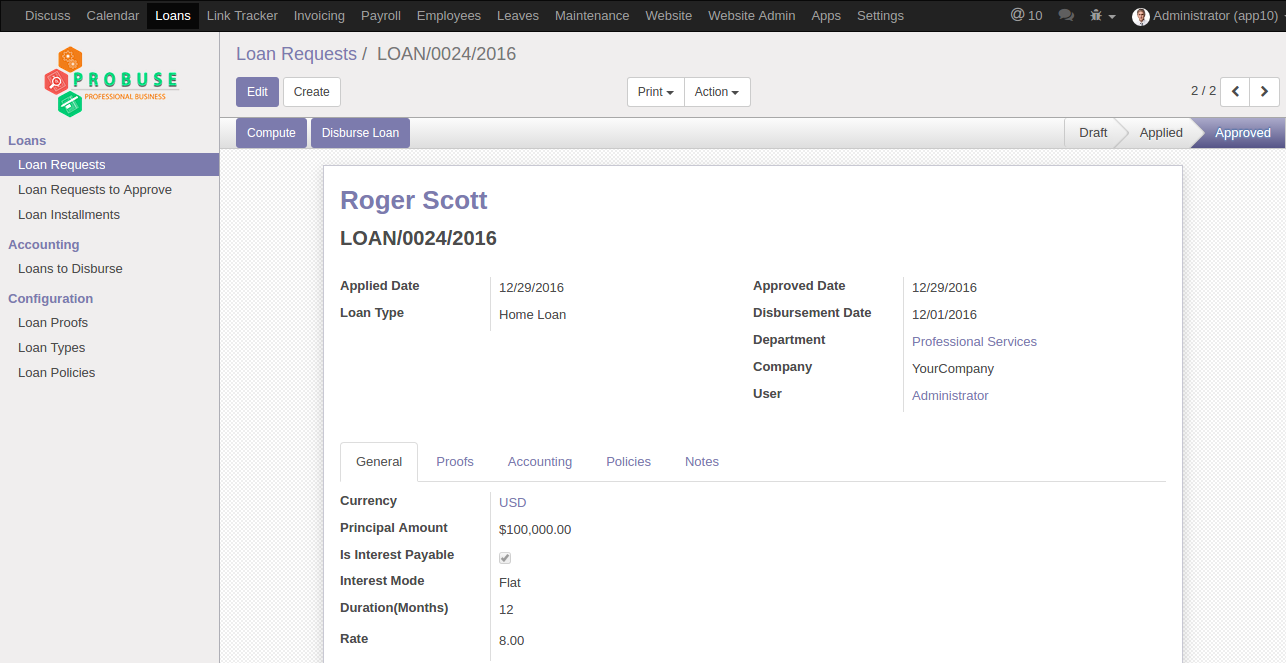 Discuss Calendar Loans Link Tracker Invoicing Payroll Employees Leaves Maintenance Website Website Admin Apps Settings @ 10 Administrator (app10)
PROBUSE
PROFESSIONAL BUSINESS
Loans
Loan Requests
Loan Requests to Approve
Loan Installments
Accounting
Loans to Disburse
Configuration
Loan Proofs
Loan Types
Loan Policies
Loan Requests / LOAN/0024/2016
Edit Create Print Action 2 / 2
Compute Disburse Loan Draft Applied Approved
Roger Scott
LOAN/0024/2016
Applied Date 12/29/2016
Loan Type Home Loan
Approved Date 12/29/2016
Disbursement Date 12/01/2016
Department Professional Services
Company YourCompany
User Administrator
General Proofs Accounting Policies Notes
Currency USD
Principal Amount $100,000.00
Is Interest Payable
Interest Mode Flat
Duration(Months) 12
Rate 8.00